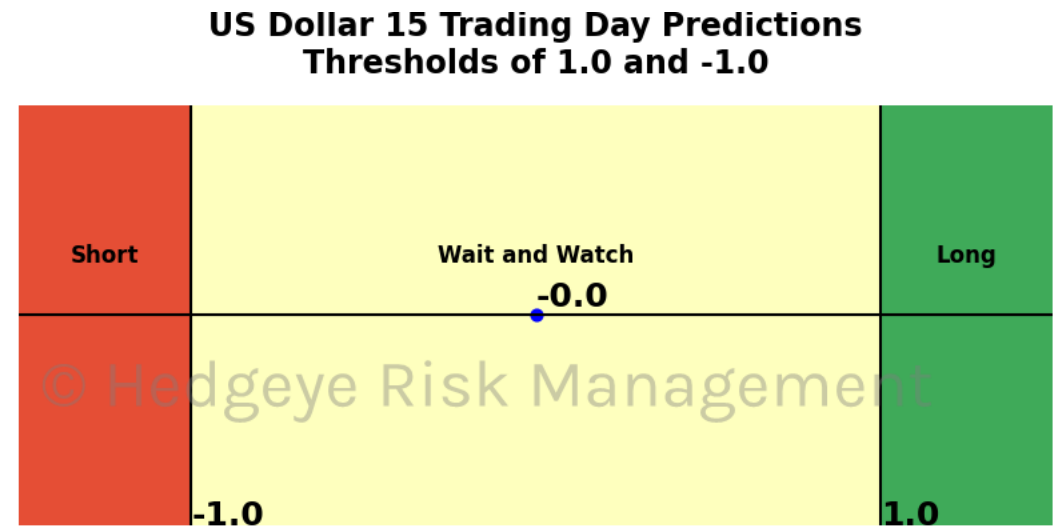 US Dollar 15 Trading Day Predictions
Thresholds of 1.0 and -1.0
Short
Wait and Watch
Long
-0.0
© Hedgeye Risk Management
-1.0
1.0